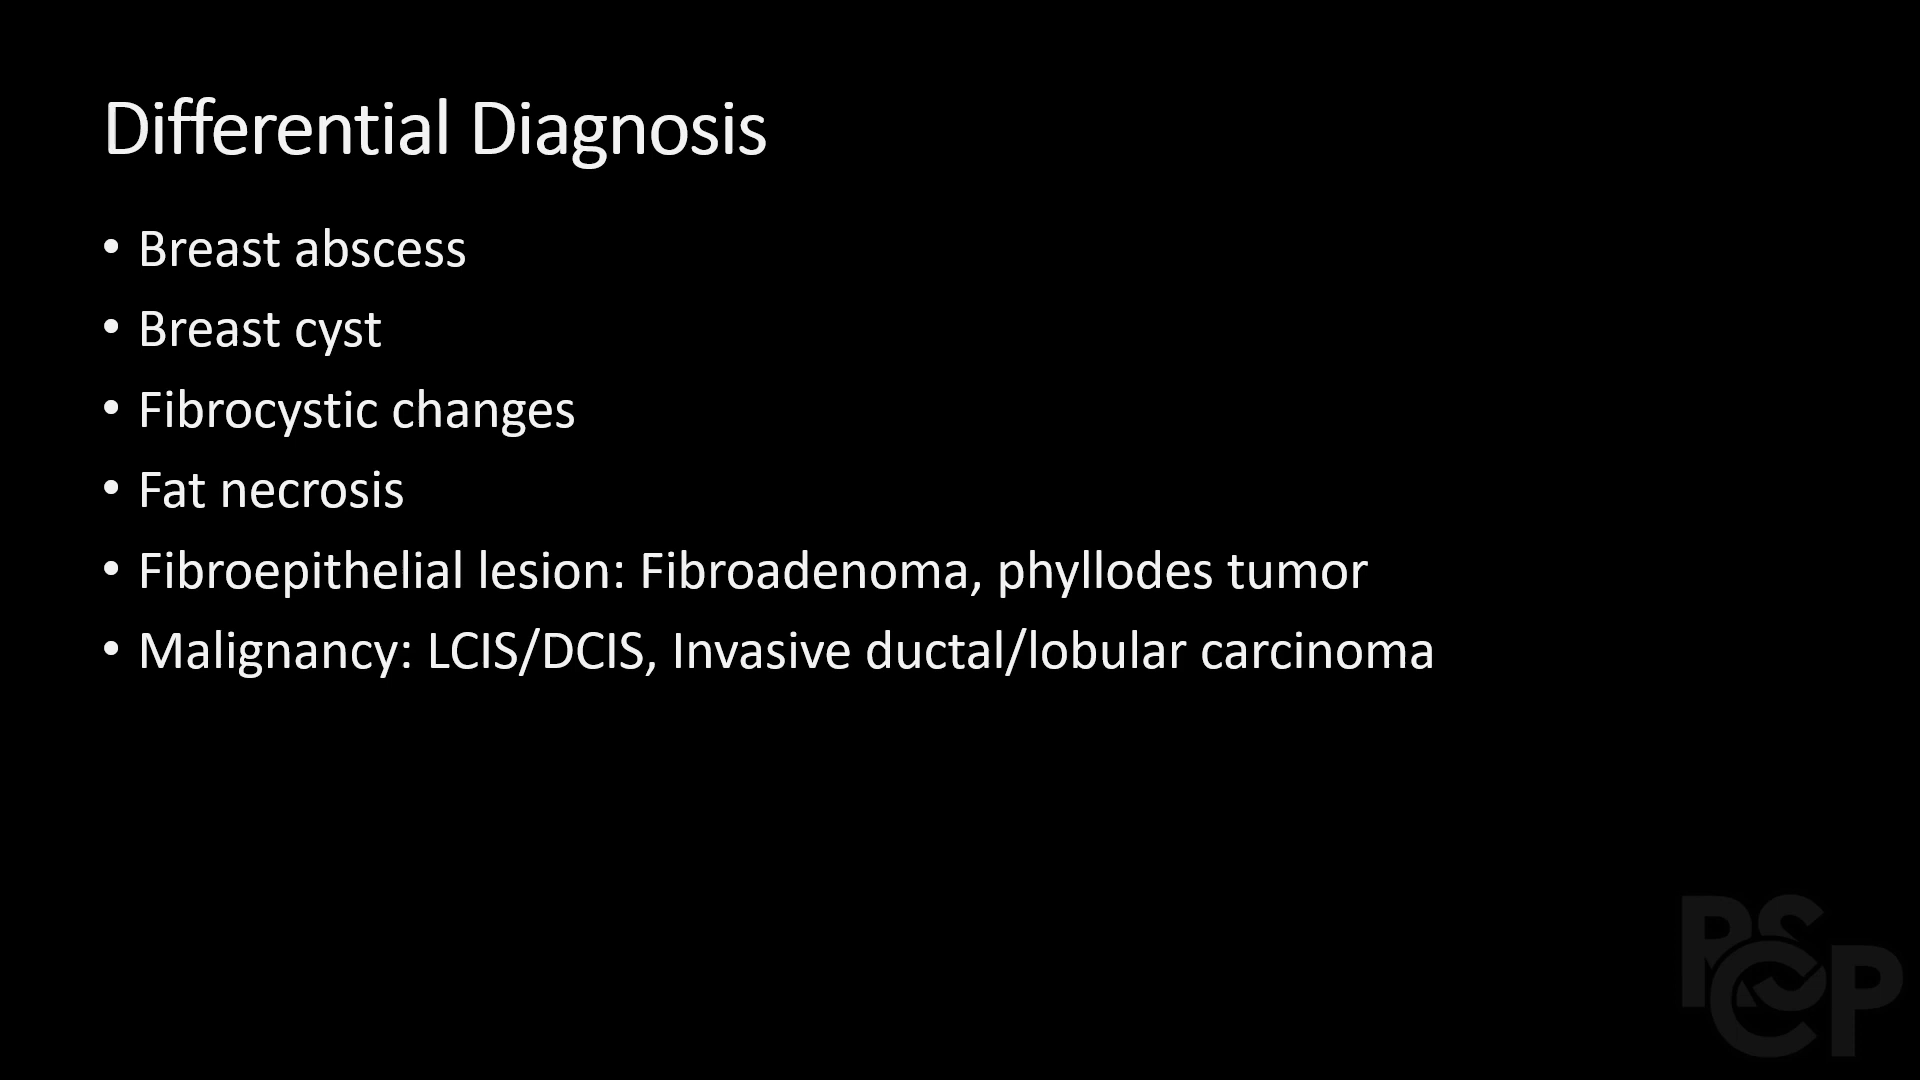 Differential Diagnosis
• Breast abscess
• Breast cyst
• Fibrocystic changes
• Fat necrosis
• Fibroepithelial lesion: Fibroadenoma, phyllodes tumor
• Malignancy: LCIS/DCIS, Invasive ductal/lobular carcinoma